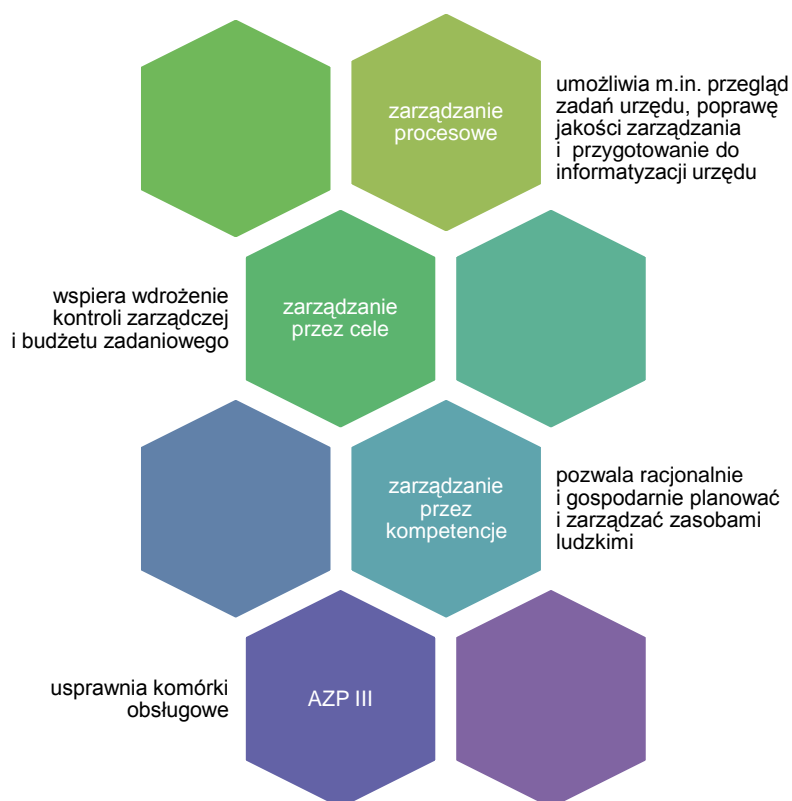 zarządzanie
procesowe
umożliwia m.in. przegląd
zadań urzędu, poprawę
jakości zarządzania
i przygotowanie do
informatyzacji urzędu
wspiera wdrożenie
kontroli zarządczej
i budżetu zadaniowego
zarządzanie
przez cele
zarządzanie
przez
kompetencje
pozwala racjonalnie
i gospodarnie planować
i zarządzać zasobami
ludzkimi
usprawnia komórki
obsługowe
AZP III